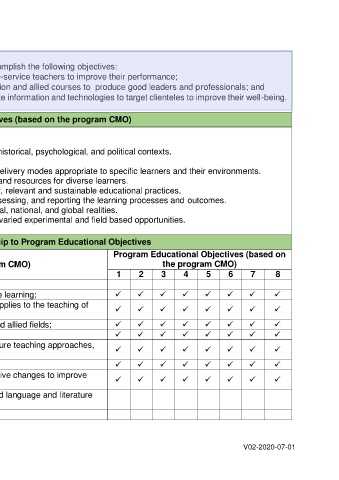 mplish the following objectives:
-service teachers to improve their performance;
ion and allied courses to produce good leaders and professionals; and
te information and technologies to target clienteles to improve their well-being.
ves (based on the program CMO)
historical, psychological, and political contexts.
elivery modes appropriate to specific learners and their environments.
and resources for diverse learners.
, relevant and sustainable educational practices.
sessing, and reporting the learning processes and outcomes.
al, national, and global realities.
varied experimental and field based opportunities.
hip to Program Educational Objectives
m CMO) Program Educational Objectives (based on
the program CMO)
1 2 3 4 5 6 7 8
e learning; ✓ ✓ ✓ ✓ ✓ ✓ ✓ ✓
pplies to the teaching of ✓ ✓ ✓ ✓ ✓ ✓ ✓ ✓
d allied fields; ✓ ✓ ✓ ✓ ✓ ✓ ✓ ✓
✓ ✓ ✓ ✓ ✓ ✓ ✓ ✓
ure teaching approaches, ✓ ✓ ✓ ✓ ✓ ✓ ✓ ✓
✓ ✓ ✓ ✓ ✓ ✓ ✓ ✓
ive changes to improve ✓ ✓ ✓ ✓ ✓ ✓ ✓ ✓
d language and literature
V02-2020-07-01